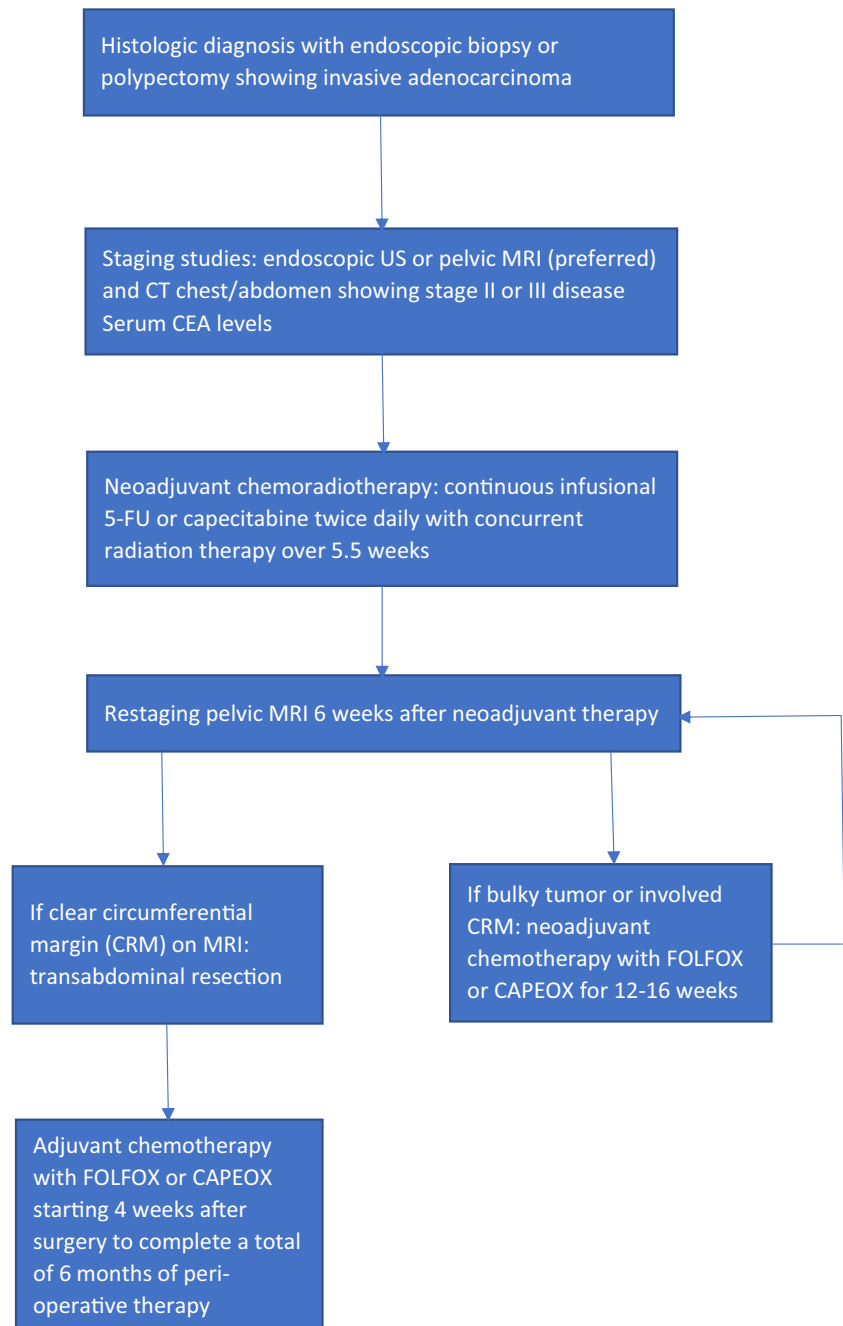 Histologic diagnosis with endoscopic biopsy or
polypectomy showing invasive adenocarcinoma
Staging studies: endoscopic US or pelvic MRI (preferred)
and CT chest/abdomen showing stage II or III disease
Serum CEA levels
Neoadjuvant chemoradiotherapy: continuous infusional
5-FU or capecitabine twice daily with concurrent
radiation therapy over 5.5 weeks
Restaging pelvic MRI 6 weeks after neoadjuvant therapy
If clear circumferential
margin (CRM) on MRI:
transabdominal resection
If bulky tumor or involved
CRM: neoadjuvant
chemotherapy with FOLFOX
or CAPEOX for 12-16 weeks
Adjuvant chemotherapy
with FOLFOX or CAPEOX
starting 4 weeks after
surgery to complete a total
of 6 months of peri-
operative therapy